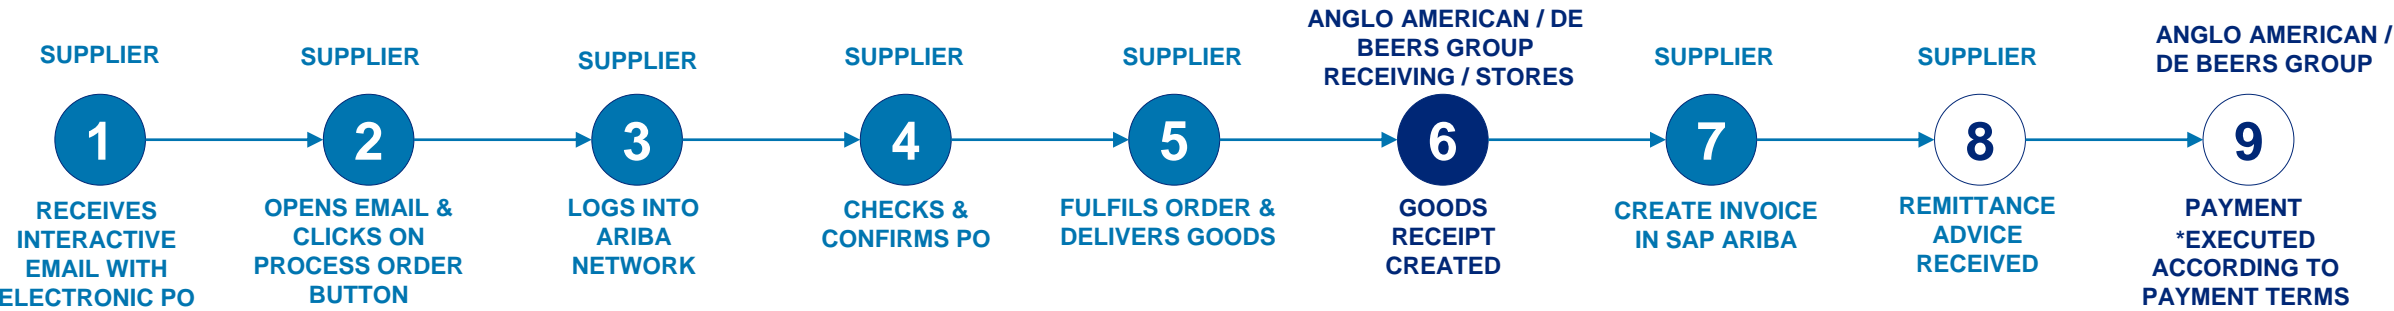 SUPPLIER
1
RECEIVES
INTERACTIVE
EMAIL WITH
ELECTRONIC PO
SUPPLIER
2
OPENS EMAIL &
CLICKS ON
PROCESS ORDER
BUTTON
SUPPLIER
3
LOGS INTO
ARIBA
NETWORK
SUPPLIER
4
CHECKS &
CONFIRMS PO
SUPPLIER
5
FULFILS ORDER &
DELIVERS GOODS
ANGLO AMERICAN / DE
BEERS GROUP
RECEIVING / STORES
6
GOODS
RECEIPT
CREATED
SUPPLIER
7
CREATE INVOICE
IN SAP ARIBA
SUPPLIER
8
REMITTANCE
ADVICE
RECEIVED
ANGLO AMERICAN /
DE BEERS GROUP
9
PAYMENT
*EXECUTED
ACCORDING TO
PAYMENT TERMS